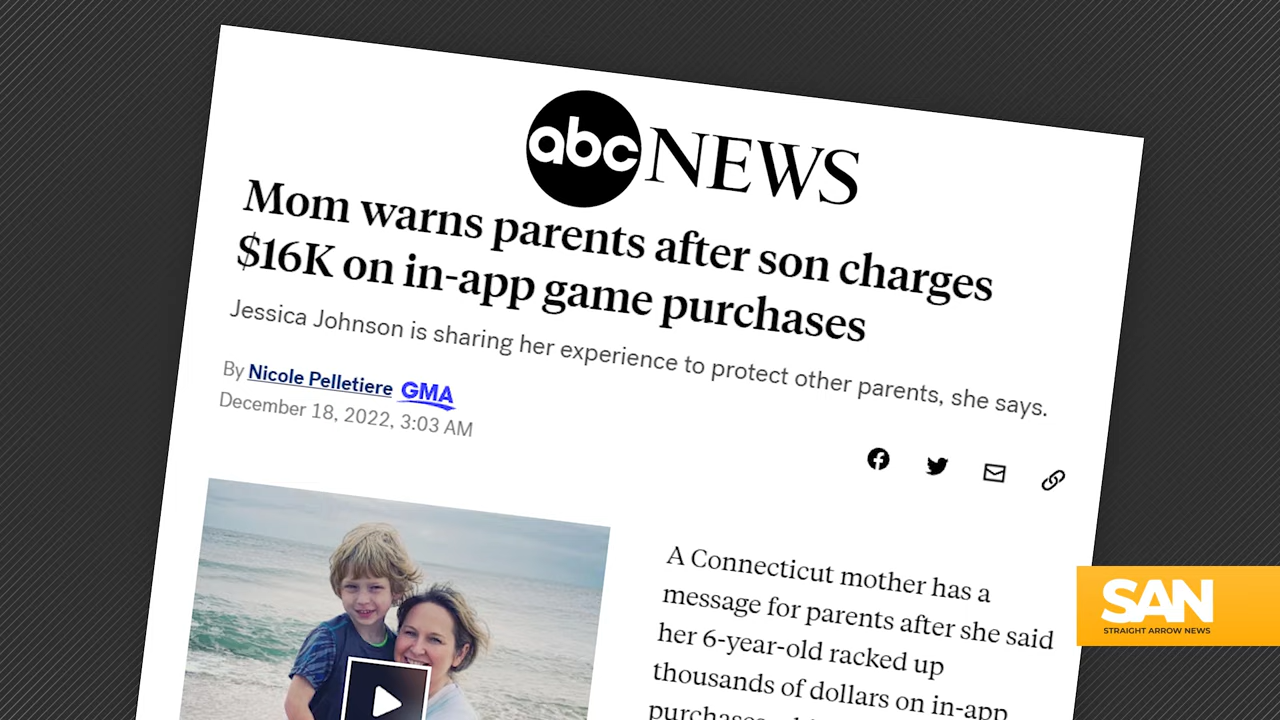 abc NEWS
Mom warns parents after son charges
$16K on in-app game purchases
Jessica Johnson is sharing her experience to protect other parents, she says.
By Nicole Pelletiere GMA
December 18, 2022, 3:03 AM
A Connecticut mother has a
message for parents after she said
her 6-year-old racked up
thousands of dollars on in-app
SAN
STRAIGHT ARROW NEWS